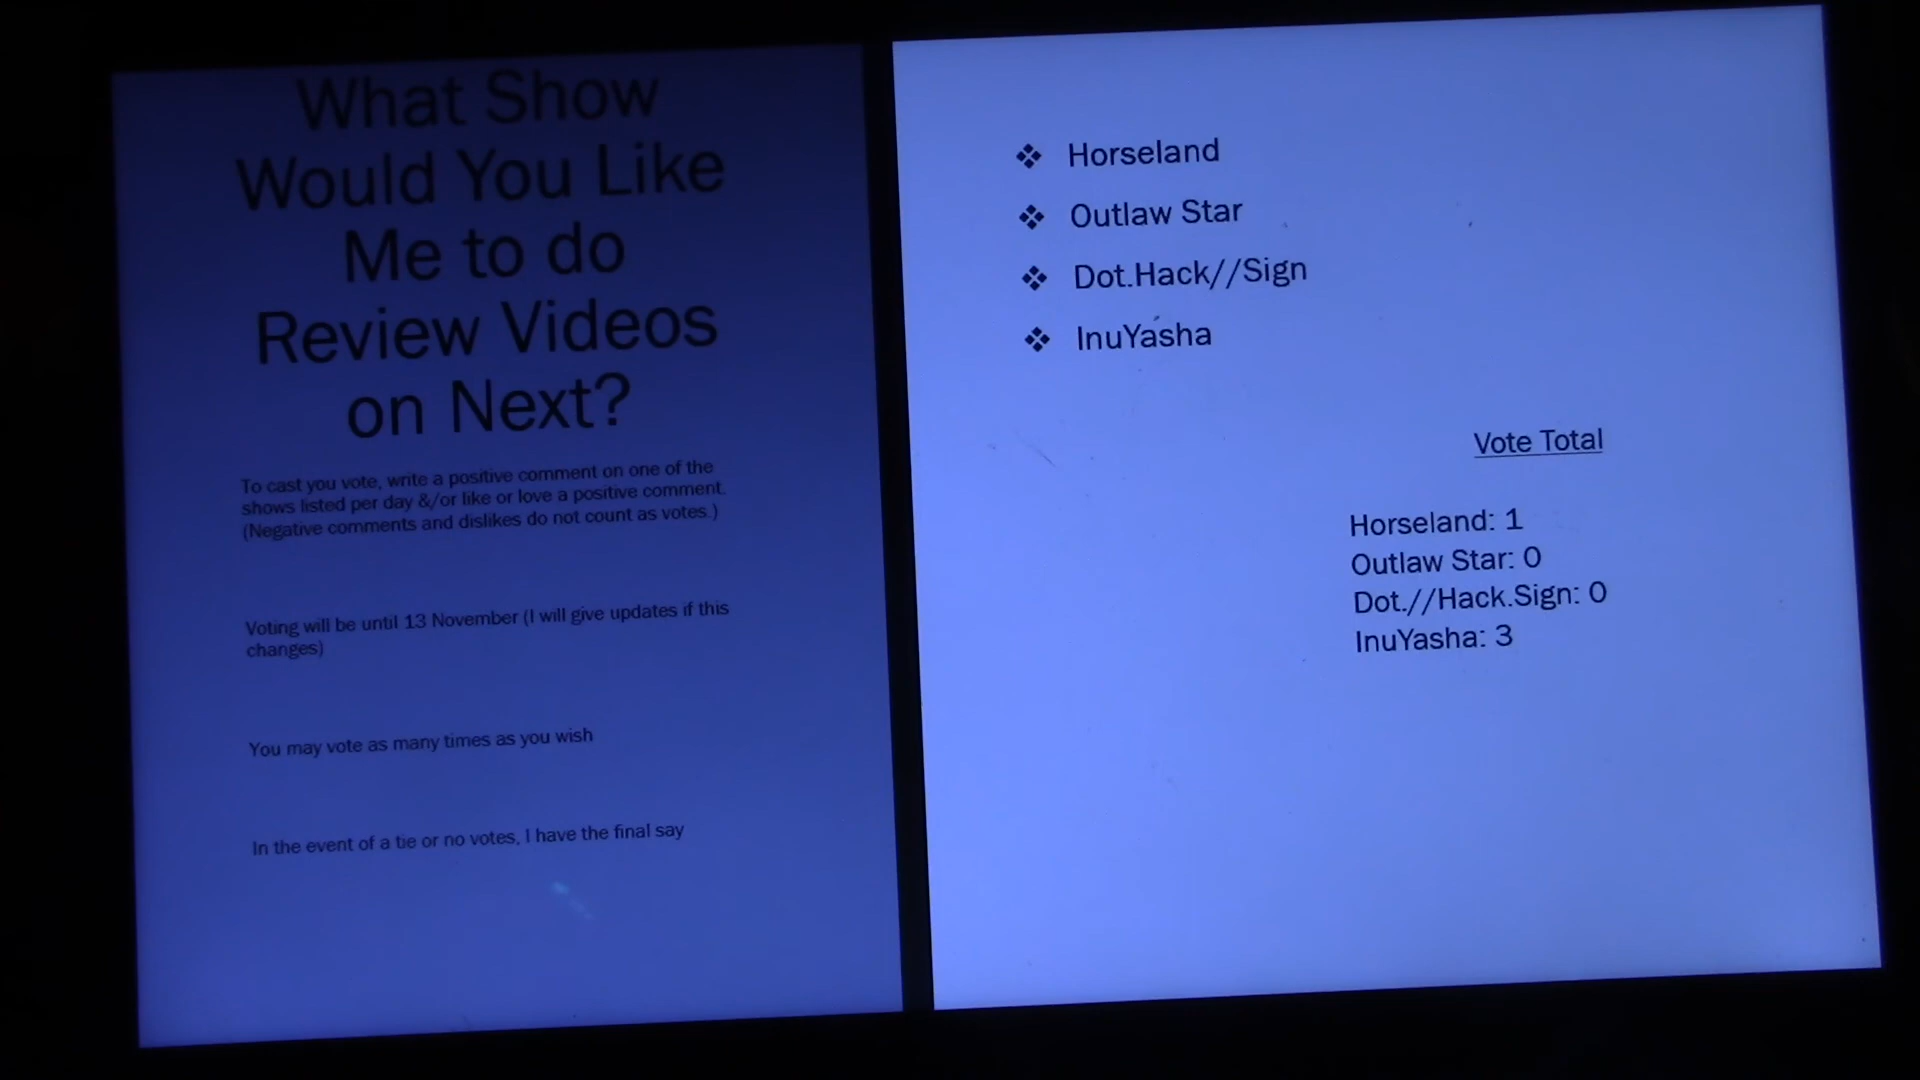 What Show
Would You Like
Me to do
Review Videos
on Next?
To cast you vote, write a positive comment on one of the
shows listed per day &/or like or love a positive comment.
(Negative comments and dislikes do not count as votes.)
Voting will be until 13 November (I will give updates if this
changes)
You may vote as many times as you wish
In the event of a tie or no votes, I have the final say
❖ Horseland
❖ Outlaw Star
❖ Dot.Hack//Sign
❖ InuYasha
Vote Total
Horseland: 1
Outlaw Star: 0
Dot.//Hack.Sign: 0
InuYasha: 3